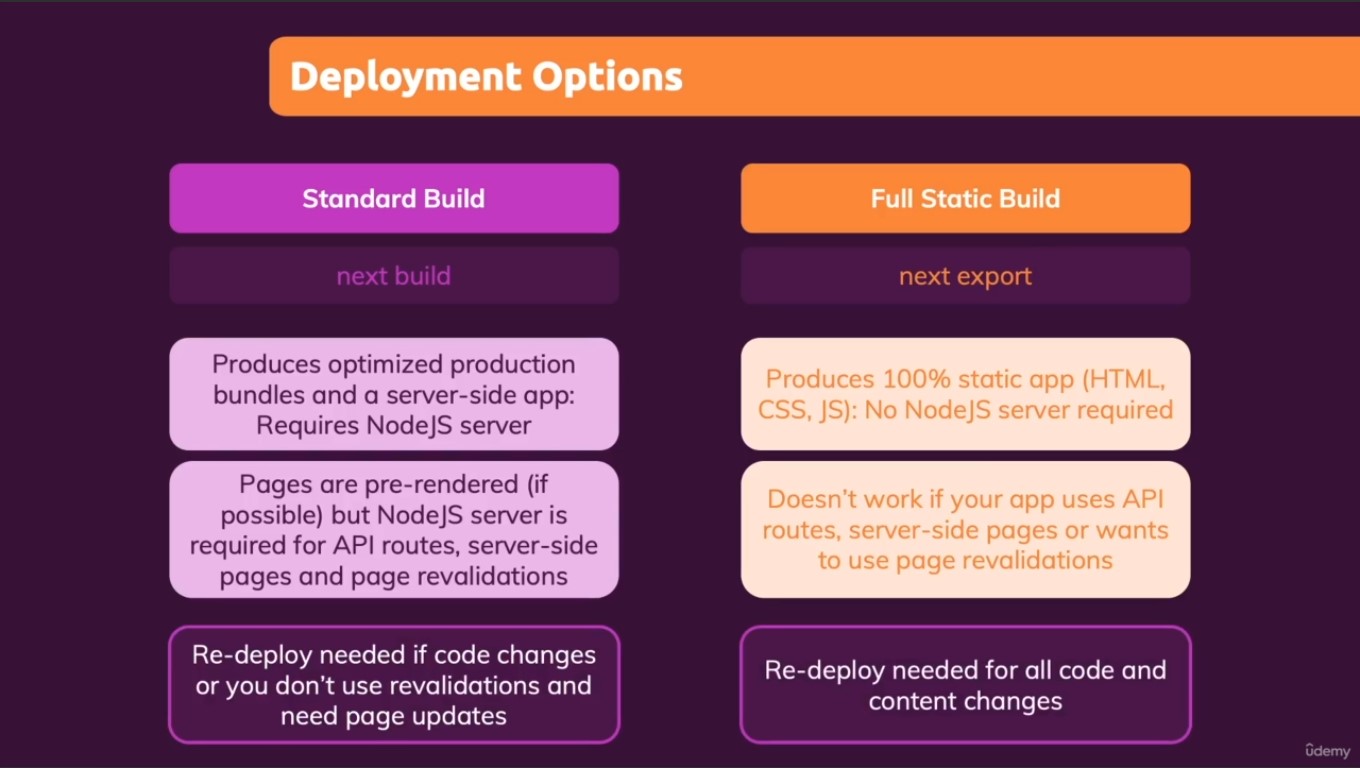 Deployment Options
Standard Build
next build
Produces optimized production
bundles and a server-side app:
Requires NodeJS server
Pages are pre-rendered (if
possible) but NodeJS server is
required for API routes, server-side
pages and page revalidations
Re-deploy needed if code changes
or you don’t use revalidations and
need page updates
Full Static Build
next export
Produces 100% static app (HTML,
CSS, JS): No NodeJS server required
Doesn’t work if your app uses API
routes, server-side pages or wants
to use page revalidations
Re-deploy needed for all code and
content changes
udemy